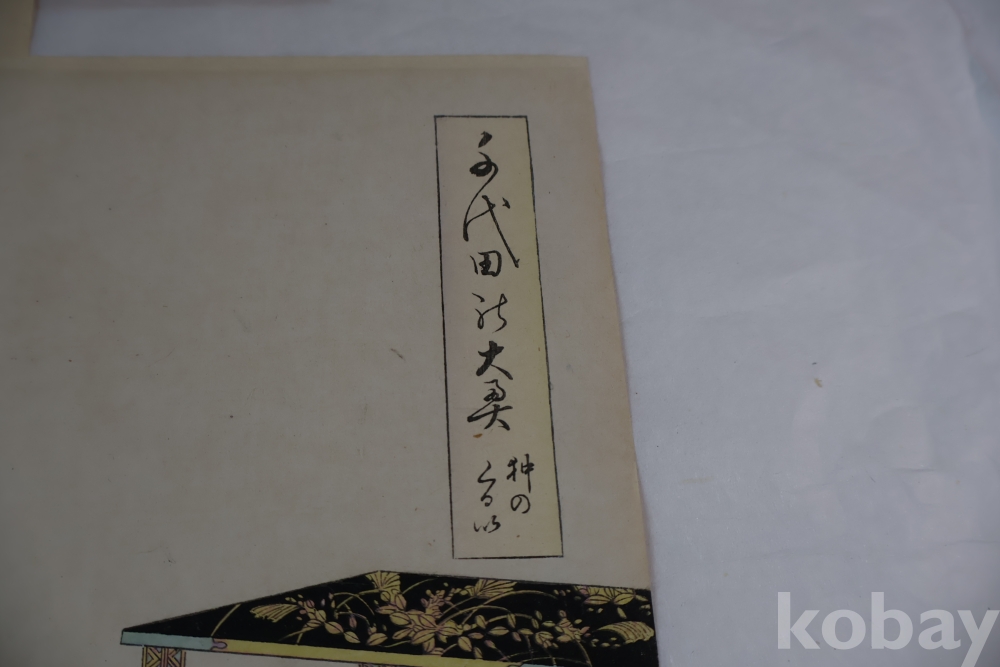 千代田の大奥
狆の
くるい
kobay